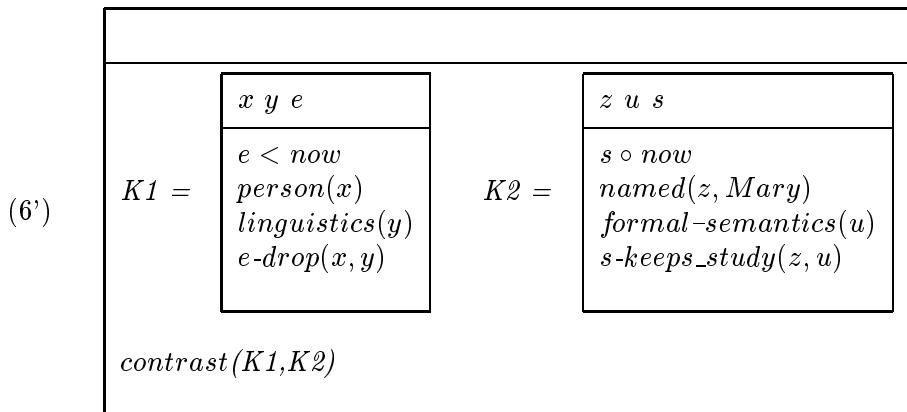 (6')
K1 =
x y e
e < now
person(x)
linguistics(y)
e-drop(x, y)
K2 =
z u s
s ∘ now
named(z, Mary)
formal-semantics(u)
s-keeps_study(z, u)
contrast(K1,K2)